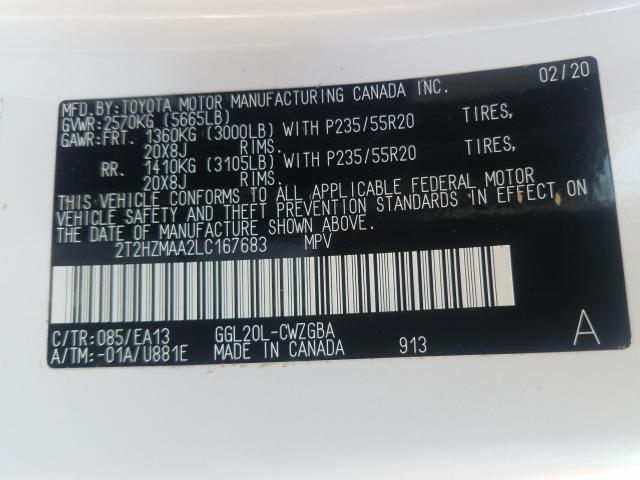 02/20
MFD.BY:TOYOTA MOTOR MANUFACTURING CANADA INC.
GVWR:2570KG (5665LB)
GAWR:FRT. 1360KG (3000LB) WITH P235/55R20 TIRES,
20X8J RIMS.
RR. 1410KG (3105LB) WITH P235/55R20 TIRES,
20X8J RIMS.
THIS VEHICLE CONFORMS TO ALL APPLICABLE FEDERAL MOTOR
VEHICLE SAFETY AND THEFT PREVENTION STANDARDS IN EFFECT ON
THE DATE OF MANUFACTURE SHOWN ABOVE.
2T2HZMAA2LC167683 MPV
C/TR:085/EA13 GGL20L-CWZGBA
A/TM:-01A/U881E MADE IN CANADA 913 A